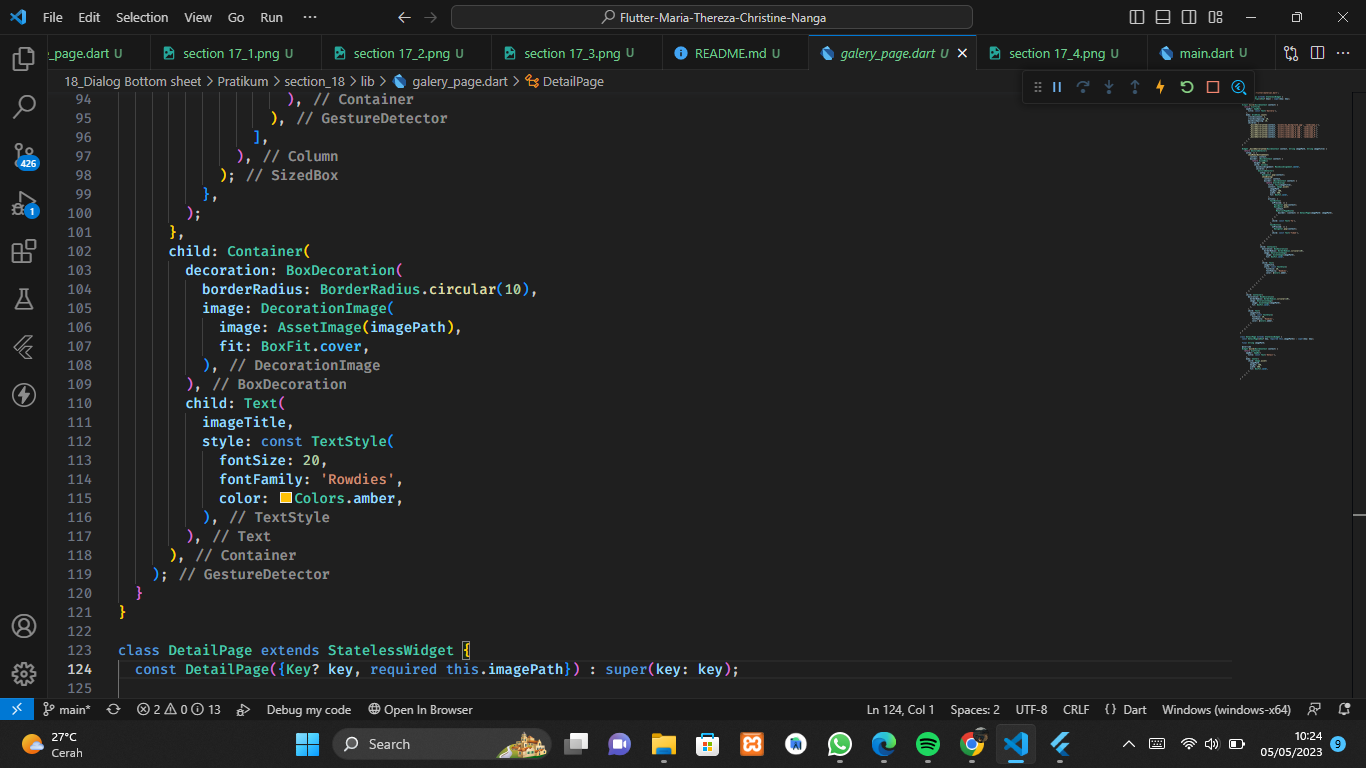 File Edit Selection View Go Run ···
Flutter-Maria-Thereza-Christine-Nanga
_page.dart U
section 17_1.png U
section 17_2.png U
section 17_3.png U
README.md U
galery_page.dart U
section 17_4.png U
main.dart U
18_Dialog Bottom sheet > Pratikum > section_18 > lib > galery_page.dart > DetailPage
94 ), // Container
95 ), // GestureDetector
96 ],
97 ), // Column
98 ); // SizedBox
99 },
100 );
101 },
102 child: Container(
103 decoration: BoxDecoration(
104 borderRadius: BorderRadius.circular(10),
105 image: DecorationImage(
106 image: AssetImage(imagePath),
107 fit: BoxFit.cover,
108 ), // DecorationImage
109 ), // BoxDecoration
110 child: Text(
111 imageTitle,
112 style: const TextStyle(
113 fontSize: 20,
114 fontFamily: 'Rowdies',
115 color: Colors.amber,
116 ), // TextStyle
117 ), // Text
118 ), // Container
119 ); // GestureDetector
120 }
121 }
122
123 class DetailPage extends StatelessWidget {
124 const DetailPage({Key? key, required this.imagePath}) : super(key: key);
125
426
1
main* 2 0 13 Debug my code Open In Browser Ln 124, Col 1 Spaces: 2 UTF-8 CRLF {} Dart Windows (windows-x64)
27°C
Cerah
Search
10:24
05/05/2023
9